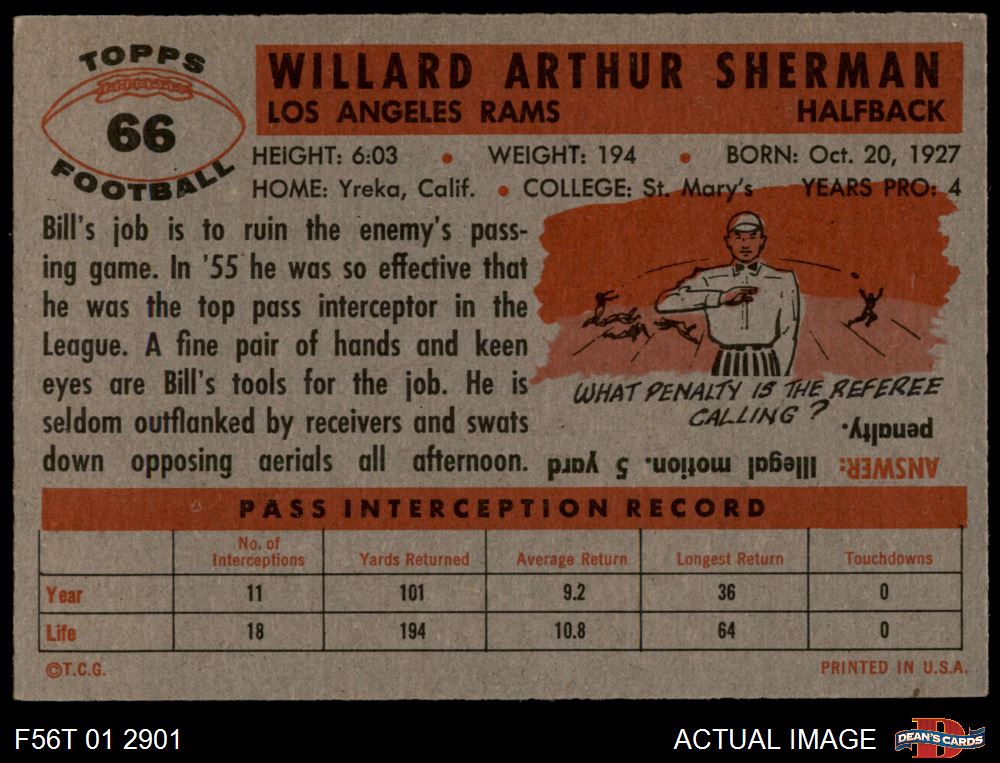 TOPPS
66
FOOTBALL
WILLARD ARTHUR SHERMAN
LOS ANGELES RAMS HALFBACK
HEIGHT: 6:03 • WEIGHT: 194 • BORN: Oct. 20, 1927
HOME: Yreka, Calif. • COLLEGE: St. Mary's YEARS PRO: 4
Bill's job is to ruin the enemy's pass-
ing game. In '55 he was so effective that
he was the top pass interceptor in the
League. A fine pair of hands and keen
eyes are Bill's tools for the job. He is
seldom outflanked by receivers and swats
down opposing aerials all afternoon.
WHAT PENALTY IS THE REFEREE
CALLING?
ANSWER: Illegal motion. 5 yard
penalty.
PASS INTERCEPTION RECORD
No. of
Interceptions Yards Returned Average Return Longest Return Touchdowns
Year 11 101 9.2 36 0
Life 18 194 10.8 64 0
©T.C.G. PRINTED IN U.S.A.
F56T 01 2901 ACTUAL IMAGE D DEAN'S CARDS